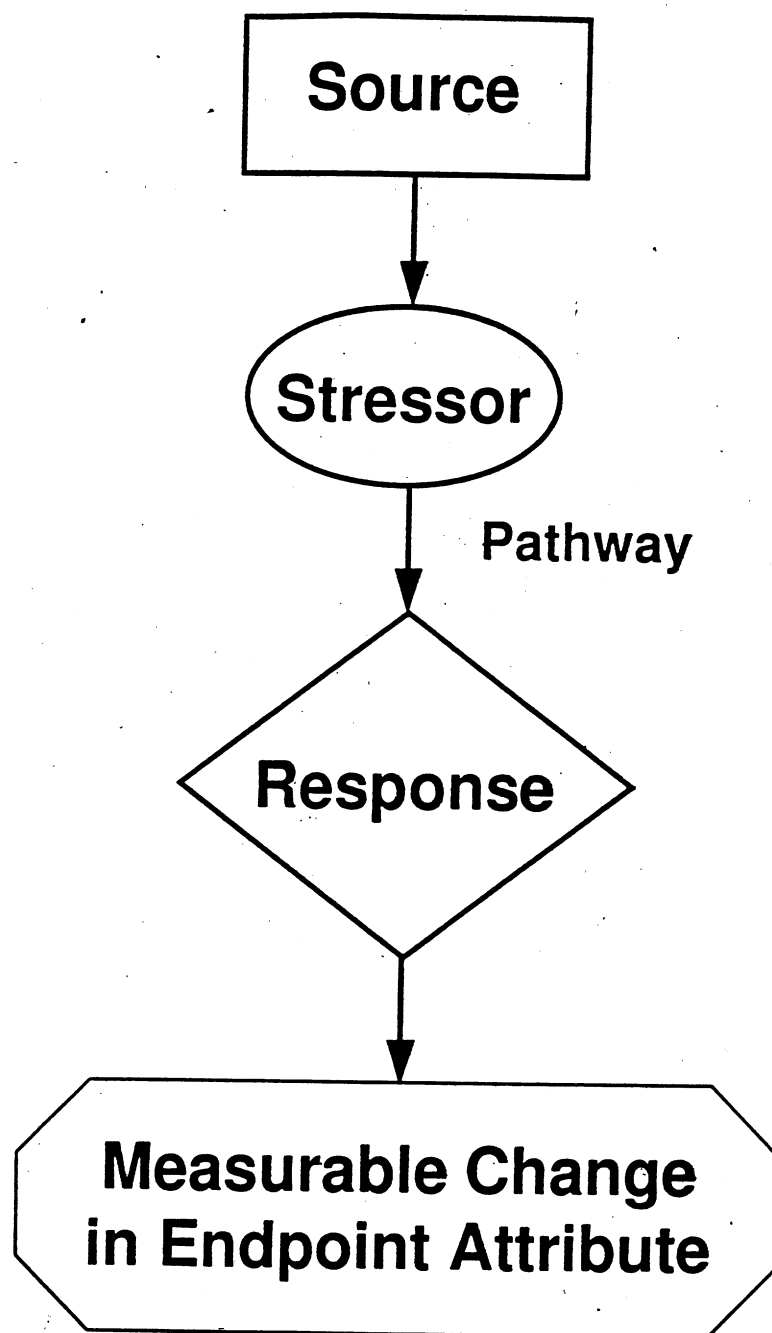 Source
Stressor
Pathway
Response
Measurable Change
in Endpoint Attribute